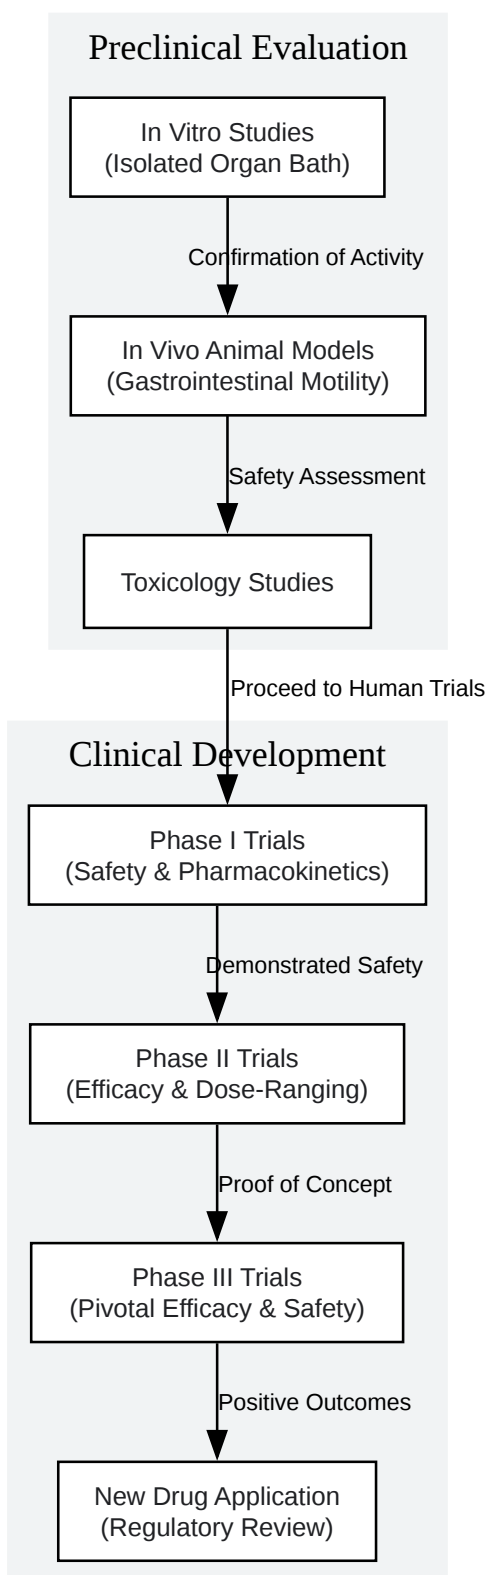 Preclinical Evaluation
In Vitro Studies
(Isolated Organ Bath)
Confirmation of Activity
In Vivo Animal Models
(Gastrointestinal Motility)
Safety Assessment
Toxicology Studies
Proceed to Human Trials
Clinical Development
Phase I Trials
(Safety & Pharmacokinetics)
Demonstrated Safety
Phase II Trials
(Efficacy & Dose-Ranging)
Proof of Concept
Phase III Trials
(Pivotal Efficacy & Safety)
Positive Outcomes
New Drug Application
(Regulatory Review)